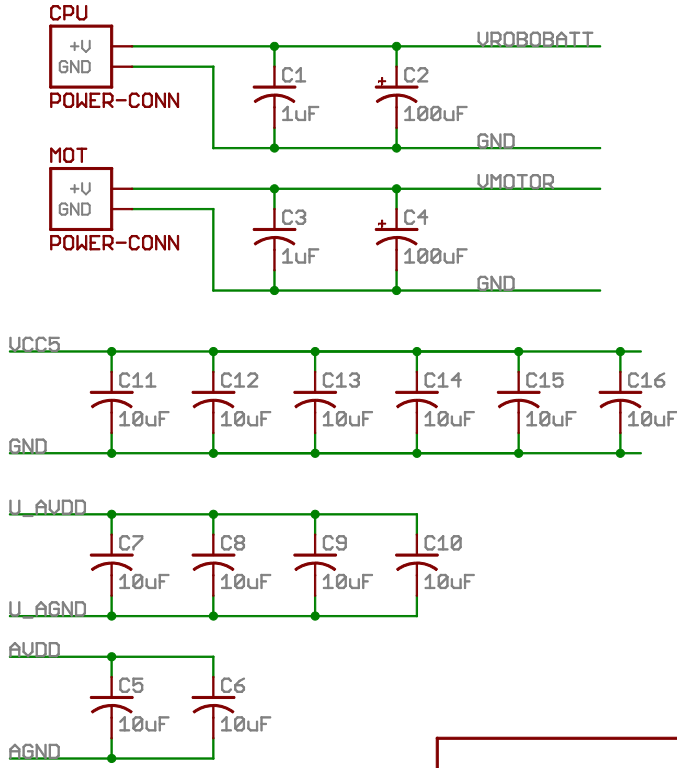 CPU
+V VROBOBATT
GND C1 C2
POWER-CONN 1uF + 100uF
GND
MOT
+V VMOTOR
GND C3 C4
POWER-CONN 1uF + 100uF
GND
VCC5
C11 C12 C13 C14 C15 C16
10uF 10uF 10uF 10uF 10uF 10uF
GND
U_AVDD
C7 C8 C9 C10
10uF 10uF 10uF 10uF
U_AGND
AVDD
C5 C6
10uF 10uF
AGND